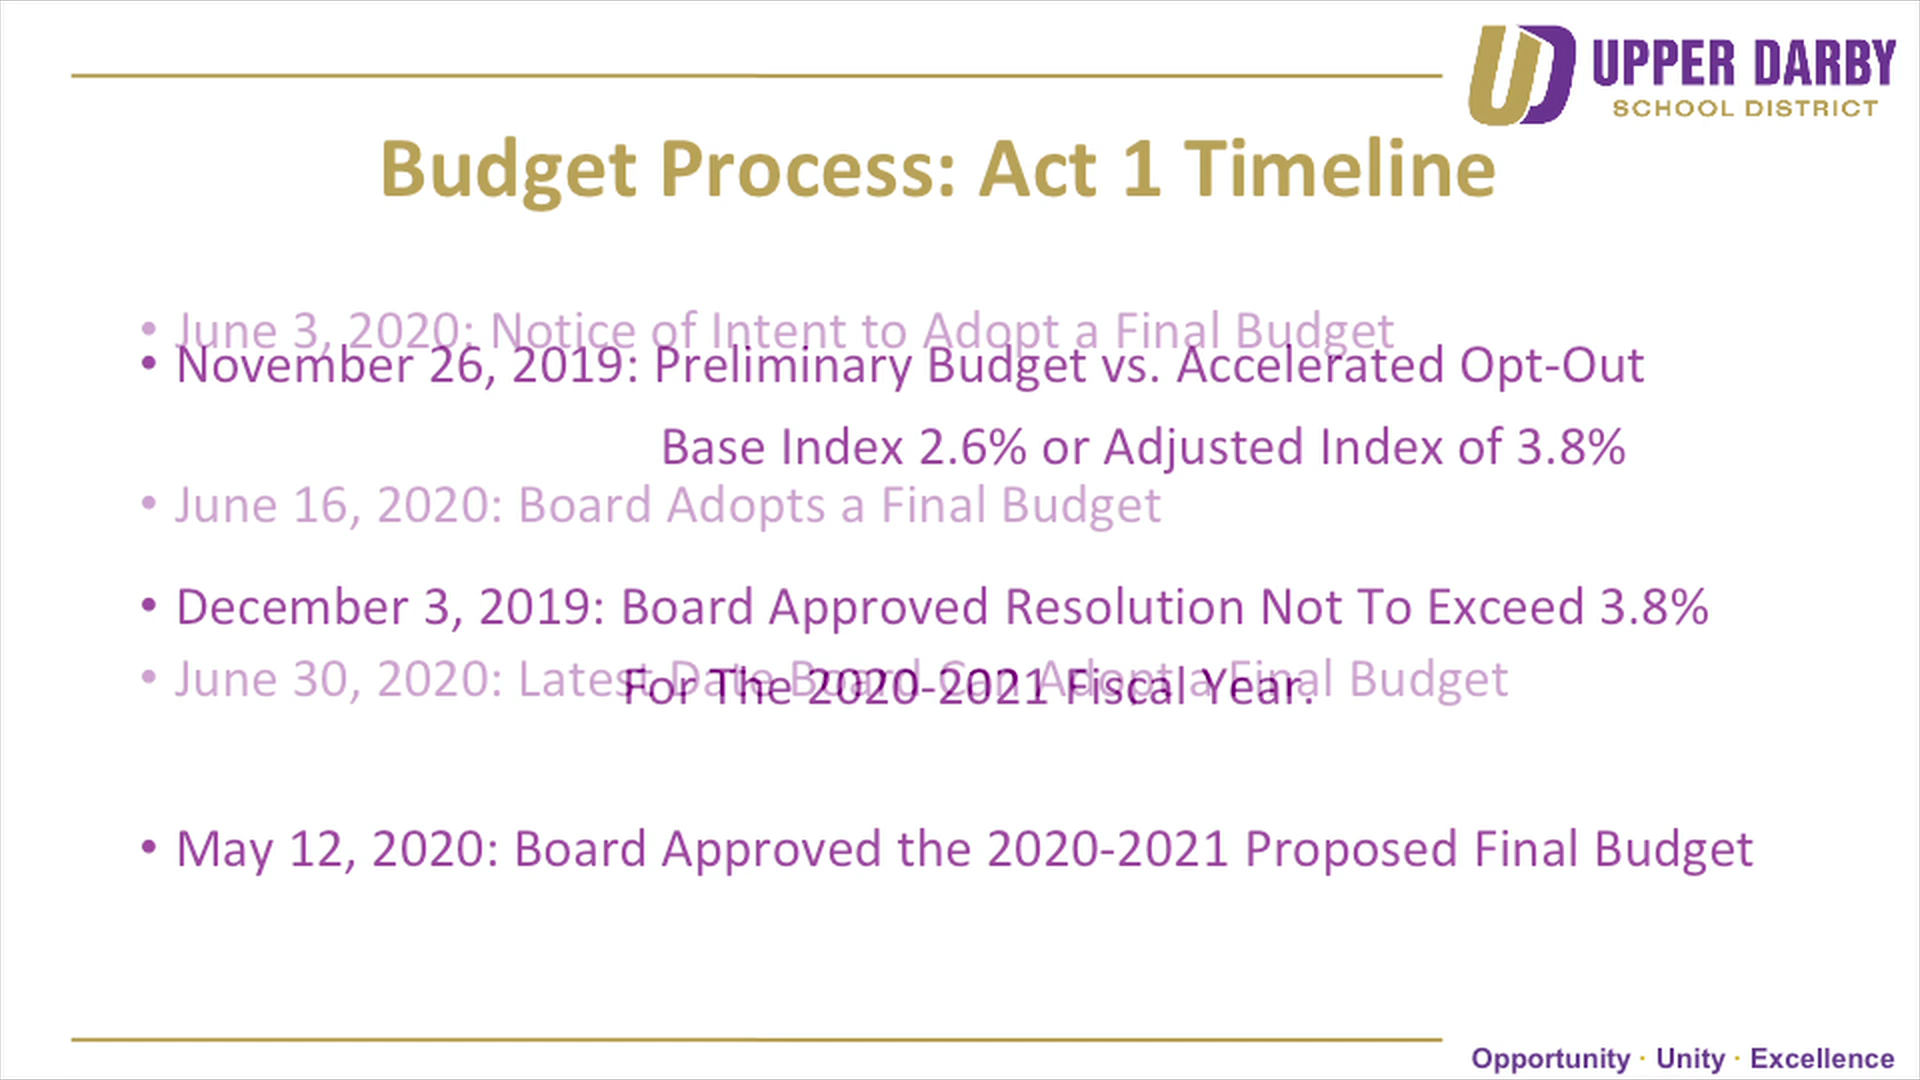 UPPER DARBY
SCHOOL DISTRICT
Budget Process: Act 1 Timeline
• June 3, 2020: Notice of Intent to Adopt a Final Budget
• November 26, 2019: Preliminary Budget vs. Accelerated Opt-Out
Base Index 2.6% or Adjusted Index of 3.8%
• June 16, 2020: Board Adopts a Final Budget
• December 3, 2019: Board Approved Resolution Not To Exceed 3.8%
• June 30, 2020: Latest Date Board Can Adopt a Final Budget
For The 2020-2021 Fiscal Year.
• May 12, 2020: Board Approved the 2020-2021 Proposed Final Budget
Opportunity · Unity · Excellence